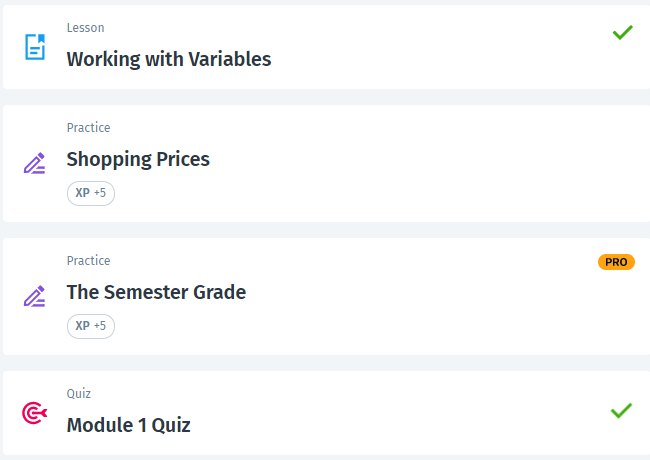 Lesson
Working with Variables
Practice
Shopping Prices
XP +5
Practice
PRO
The Semester Grade
XP +5
Quiz
Module 1 Quiz